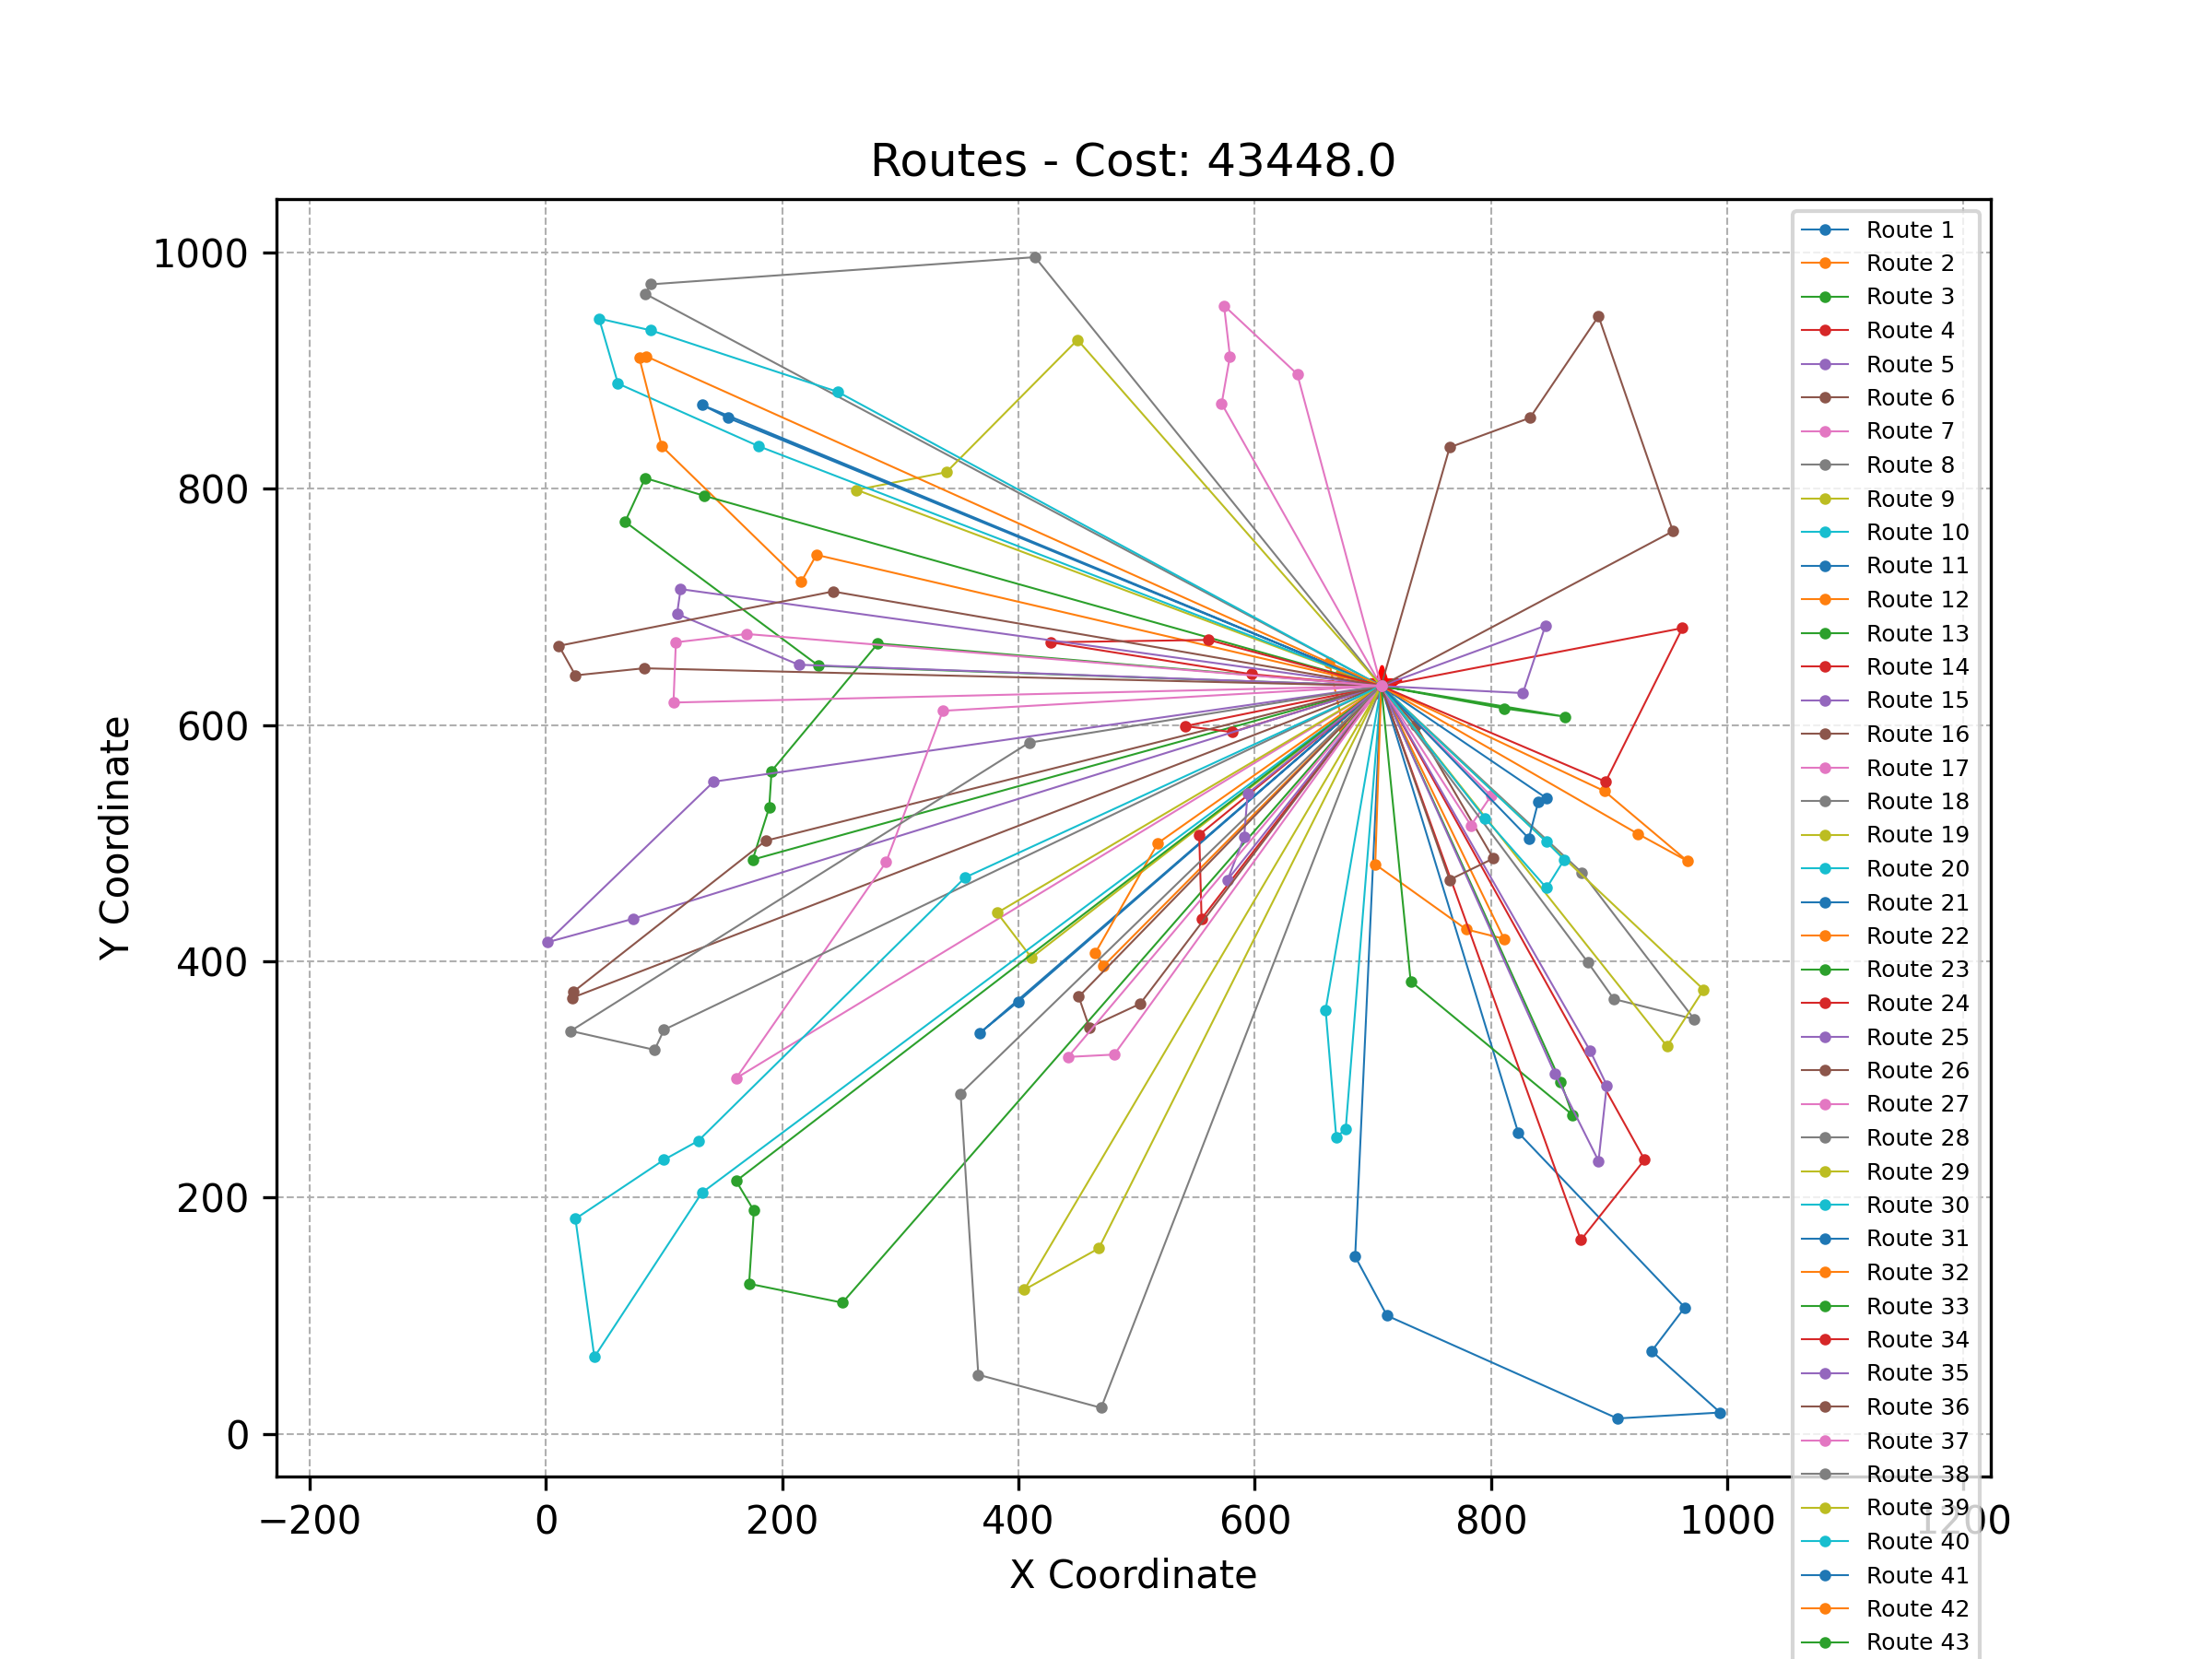 Routes - Cost: 43448.0
1000
800
600
400
200
0
Y Coordinate
−200
0
200
400
600
800
1000
1200
X Coordinate
Route 1
Route 2
Route 3
Route 4
Route 5
Route 6
Route 7
Route 8
Route 9
Route 10
Route 11
Route 12
Route 13
Route 14
Route 15
Route 16
Route 17
Route 18
Route 19
Route 20
Route 21
Route 22
Route 23
Route 24
Route 25
Route 26
Route 27
Route 28
Route 29
Route 30
Route 31
Route 32
Route 33
Route 34
Route 35
Route 36
Route 37
Route 38
Route 39
Route 40
Route 41
Route 42
Route 43